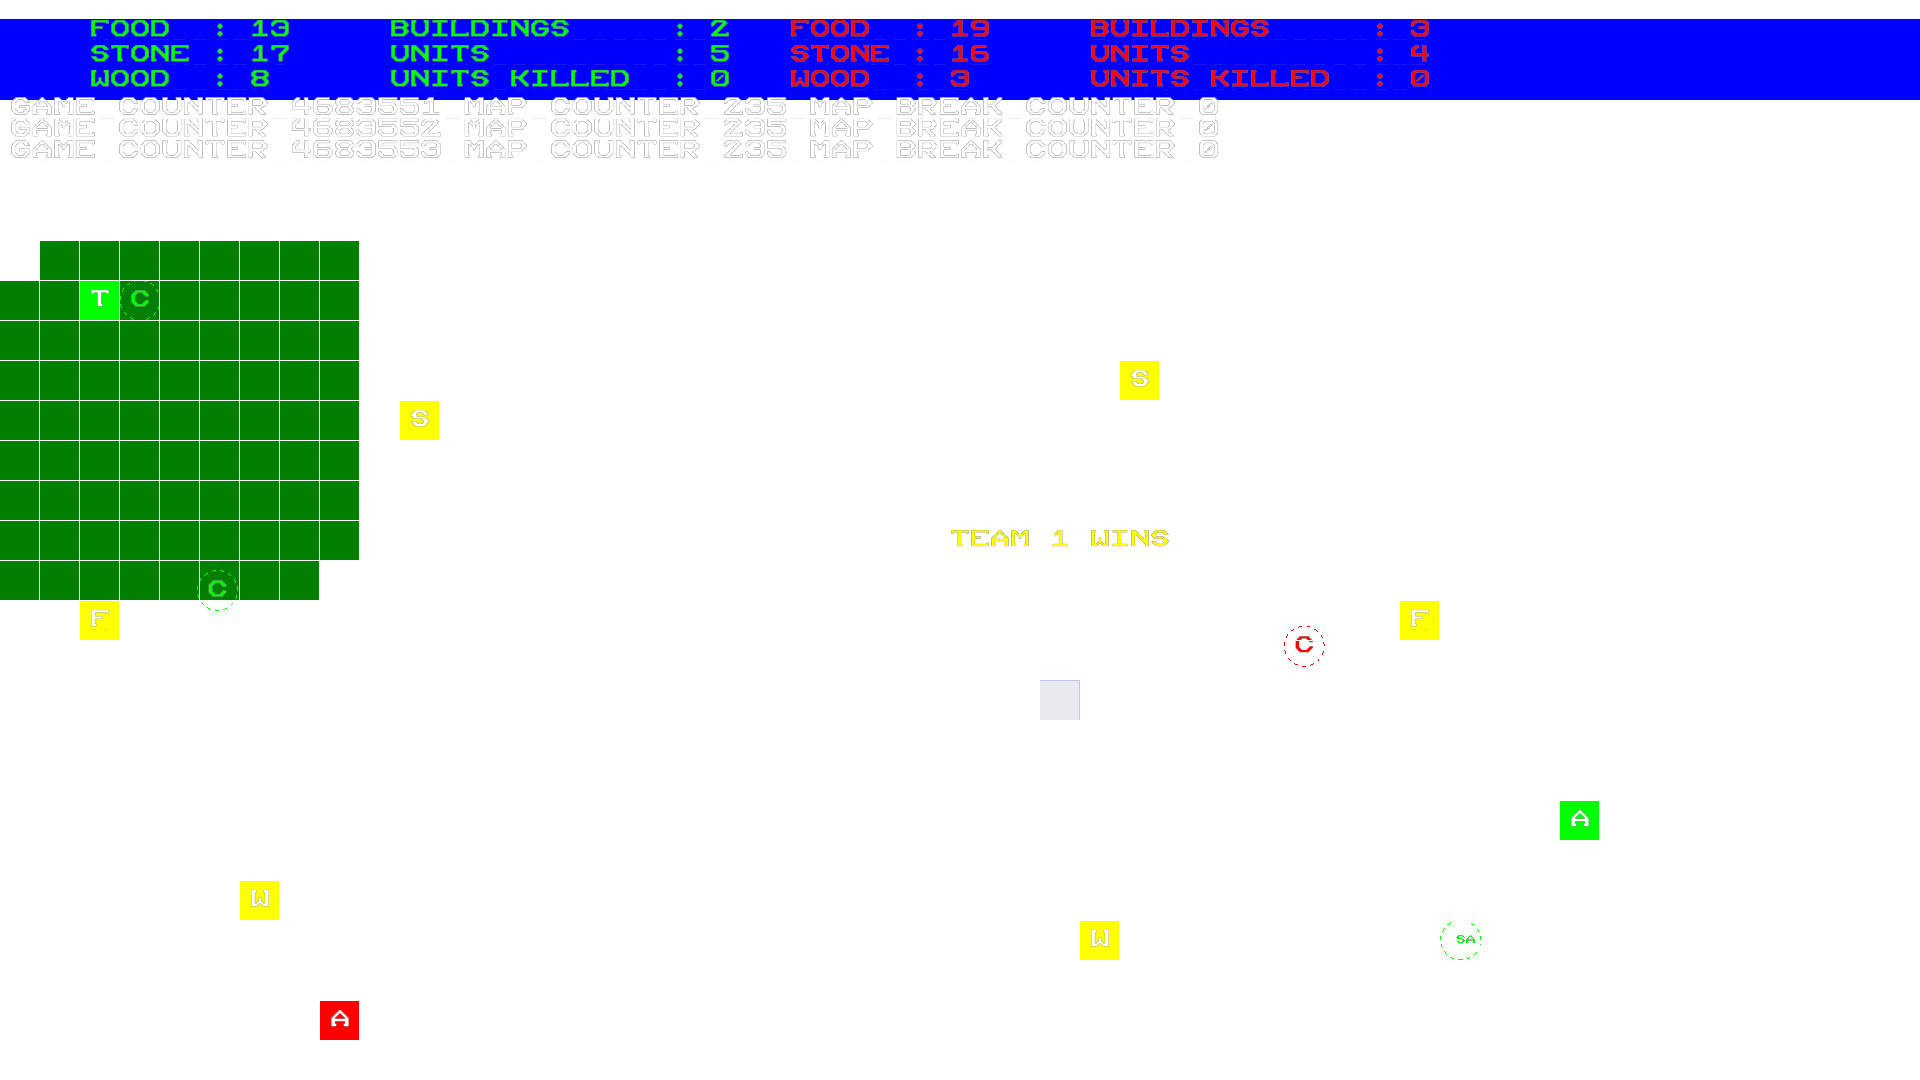 FOOD : 13 BUILDINGS : 2 FOOD : 19 BUILDINGS : 3
STONE : 17 UNITS : 5 STONE : 16 UNITS : 4
WOOD : 8 UNITS KILLED : 0 WOOD : 3 UNITS KILLED : 0
GAME COUNTER 4683551 MAP COUNTER 235 MAP BREAK COUNTER 0
GAME COUNTER 4683552 MAP COUNTER 235 MAP BREAK COUNTER 0
GAME COUNTER 4683553 MAP COUNTER 235 MAP BREAK COUNTER 0
T C
S
S
TEAM 1 WINS
C
F
F
C
A
W
W
SA
A